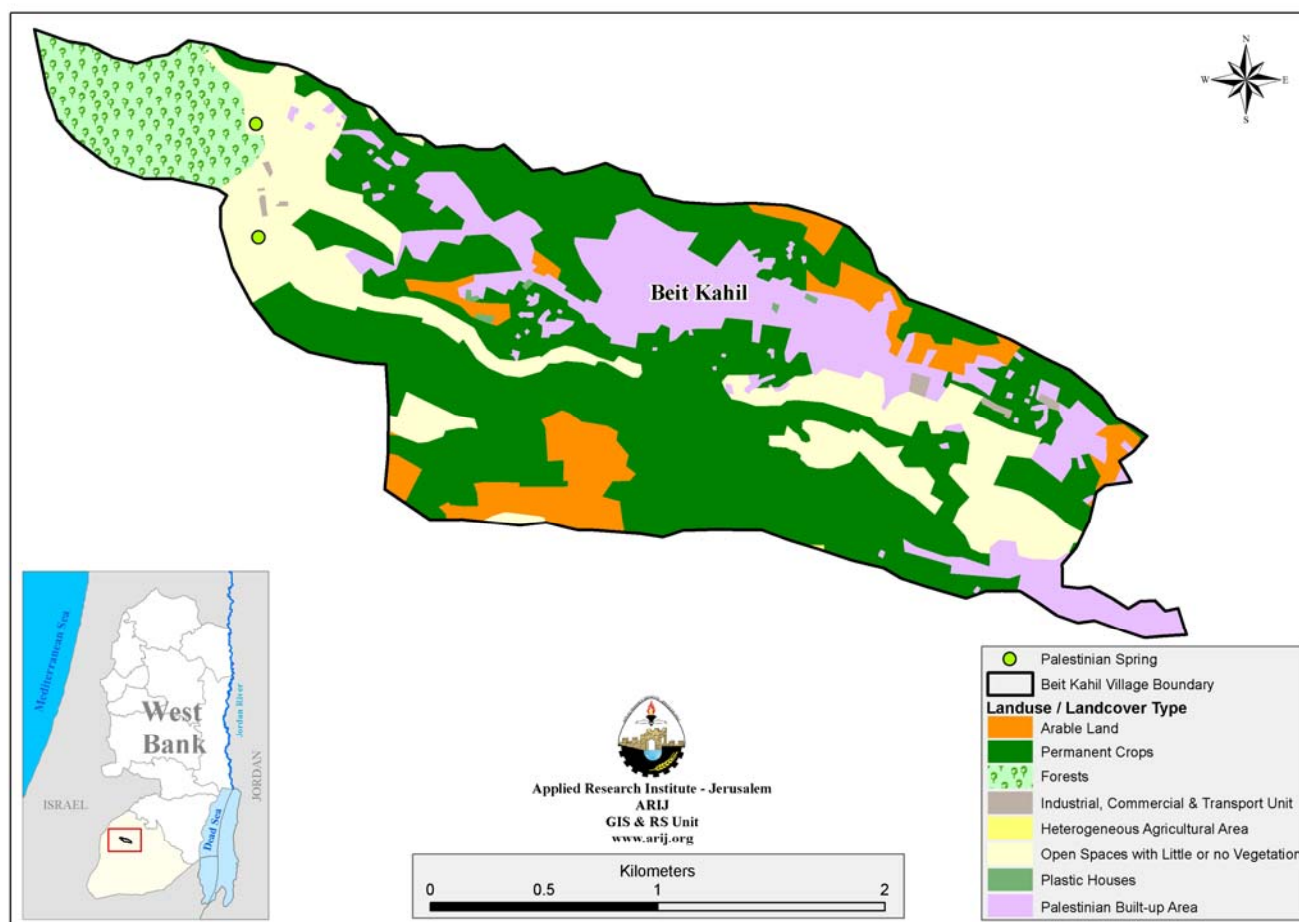 N
W
E
S
Beit Kahil
Mediterranean Sea
West
Bank
Jordan River
JORDAN
ISRAEL
Dead Sea
Applied Research Institute - Jerusalem
ARIJ
GIS & RS Unit
www.arij.org
Kilometers
0
0.5
1
2
Palestinian Spring
Beit Kahil Village Boundary
Landuse / Landcover Type
Arable Land
Permanent Crops
Forests
Industrial, Commercial & Transport Unit
Heterogeneous Agricultural Area
Open Spaces with Little or no Vegetation
Plastic Houses
Palestinian Built-up Area